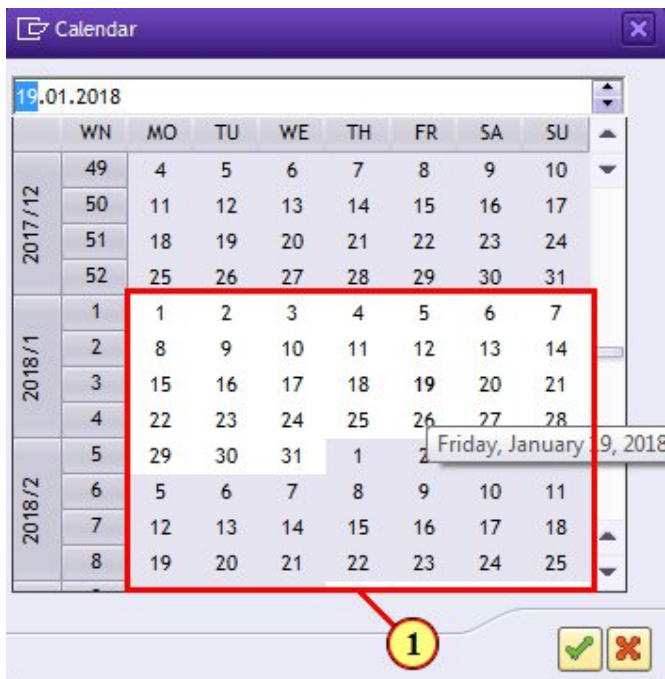 Calendar
19.01.2018
WN MO TU WE TH FR SA SU
2017/12
49 4 5 6 7 8 9 10
50 11 12 13 14 15 16 17
51 18 19 20 21 22 23 24
52 25 26 27 28 29 30 31
2018/1
1 1 2 3 4 5 6 7
2 8 9 10 11 12 13 14
3 15 16 17 18 19 20 21
4 22 23 24 25 26 27 28
Friday, January 19, 2018
2018/2
5 29 30 31 1 2
6 5 6 7 8 9 10 11
7 12 13 14 15 16 17 18
8 19 20 21 22 23 24 25
1